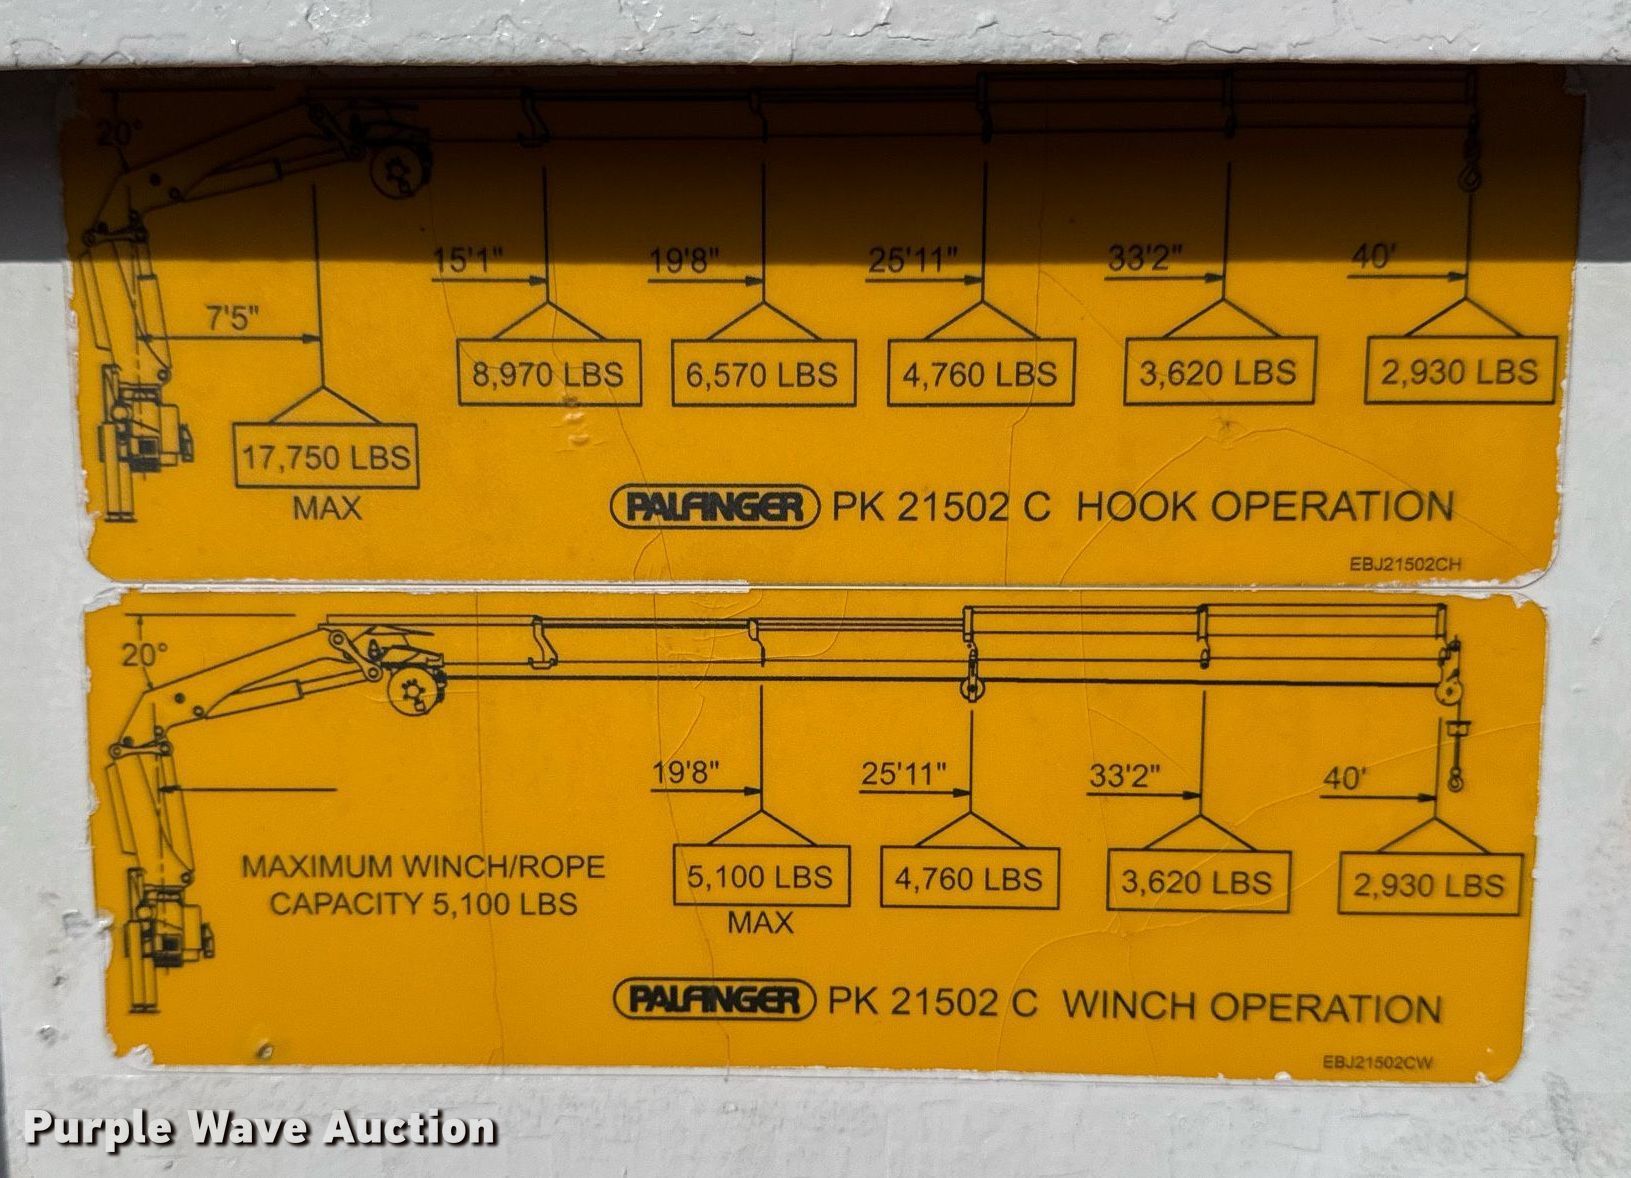 20°
15'1"
19'8"
25'11"
33'2"
40'
7'5"
8,970 LBS
6,570 LBS
4,760 LBS
3,620 LBS
2,930 LBS
17,750 LBS
MAX
PALFINGER PK 21502 C HOOK OPERATION
EBJ21502CH
20°
19'8"
25'11"
33'2"
40'
MAXIMUM WINCH/ROPE
CAPACITY 5,100 LBS
5,100 LBS
MAX
4,760 LBS
3,620 LBS
2,930 LBS
PALFINGER PK 21502 C WINCH OPERATION
EBJ21502CW
Purple Wave Auction